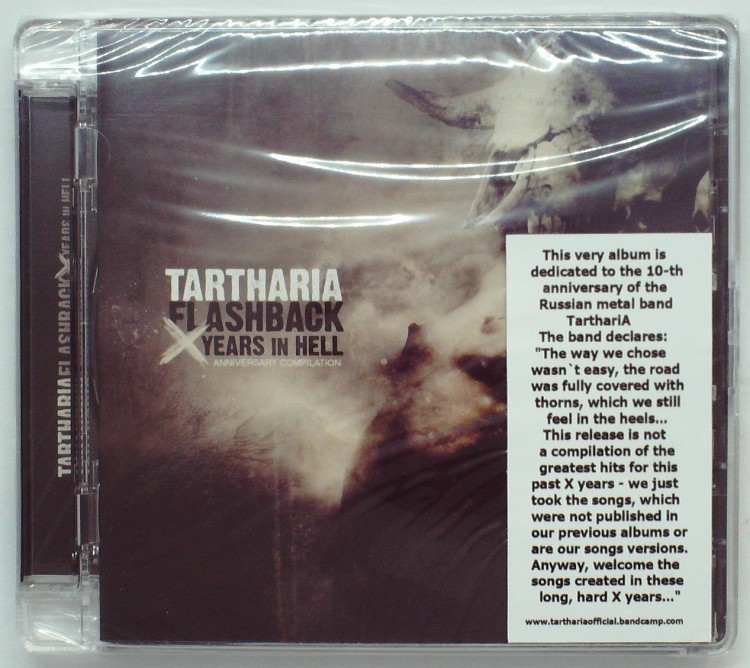 TARTHARIA FLASHBACK X YEARS IN HELL
TARTHARIA
FLASHBACK
X YEARS IN HELL
ANNIVERSARY COMPILATION
This very album is
dedicated to the 10-th
anniversary of the
Russian metal band
TarthariA
The band declares:
"The way we chose
wasn`t easy, the road
was fully covered with
thorns, which we still
feel in the heels...
This release is not
a compilation of the
greatest hits for this
past X years - we just
took the songs, which
were not published in
our previous albums or
are our songs versions.
Anyway, welcome the
songs created in these
long, hard X years..."
www.tarthariaofficial.bandcamp.com